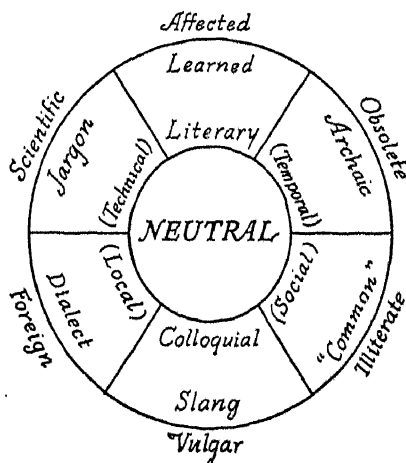 Affected
Learned
Literary
Scientific
Jargon
(Technical)
Obsolete
Archaic
(Temporal)
NEUTRAL
Foreign
Dialect
(Local)
(Social)
"Common"
Illiterate
Colloquial
Slang
Vulgar